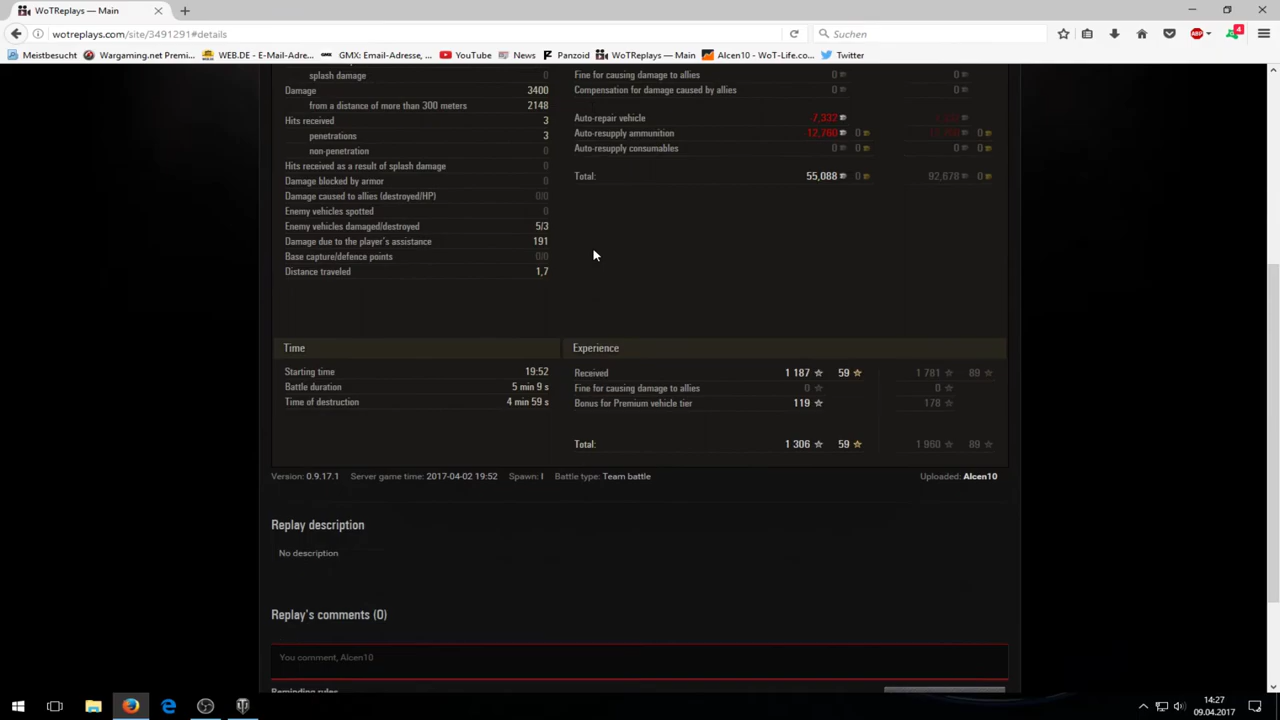 WoTReplays — Main
wotreplays.com/site/3491291#details
Suchen
4
ABP
Meistbesucht
Wargaming.net Premi...
WEB.DE - E-Mail-Adre...
GMX: Email-Adresse, ...
YouTube
News
Panzoid
WoTReplays — Main
Alcen10 - WoT-Life.co...
Twitter
splash damage 0
Damage 3400
from a distance of more than 300 meters 2148
Hits received 3
penetrations 3
non-penetration 0
Hits received as a result of splash damage 0
Damage blocked by armor 0
Damage caused to allies (destroyed/HP) 0/0
Enemy vehicles spotted 0
Enemy vehicles damaged/destroyed 5/3
Damage due to the player's assistance 191
Base capture/defence points 0/0
Distance traveled 1,7
Fine for causing damage to allies 0 0
Compensation for damage caused by allies 0 0
Auto-repair vehicle -7,332
Auto-resupply ammunition -12,760 0 0
Auto-resupply consumables 0 0 0 0
Total: 55,088 0 92,678 0
Time
Starting time 19:52
Battle duration 5 min 9 s
Time of destruction 4 min 59 s
Experience
Received 1 187 59 1 781 89
Fine for causing damage to allies 0 0
Bonus for Premium vehicle tier 119 178
Total: 1 306 59 1 960 89
Version: 0.9.17.1 Server game time: 2017-04-02 19:52 Spawn: I Battle type: Team battle Uploaded: Alcen10
Replay description
No description
Replay's comments (0)
You comment, Alcen10
Reminding rules
14:27
09.04.2017